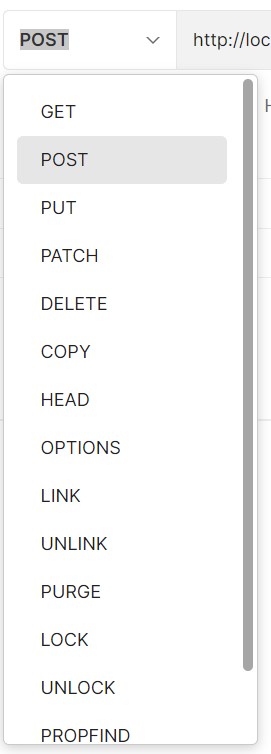 POST http://loc
H
GET
POST
PUT
PATCH
DELETE
COPY
HEAD
OPTIONS
LINK
UNLINK
PURGE
LOCK
UNLOCK
PROPFIND